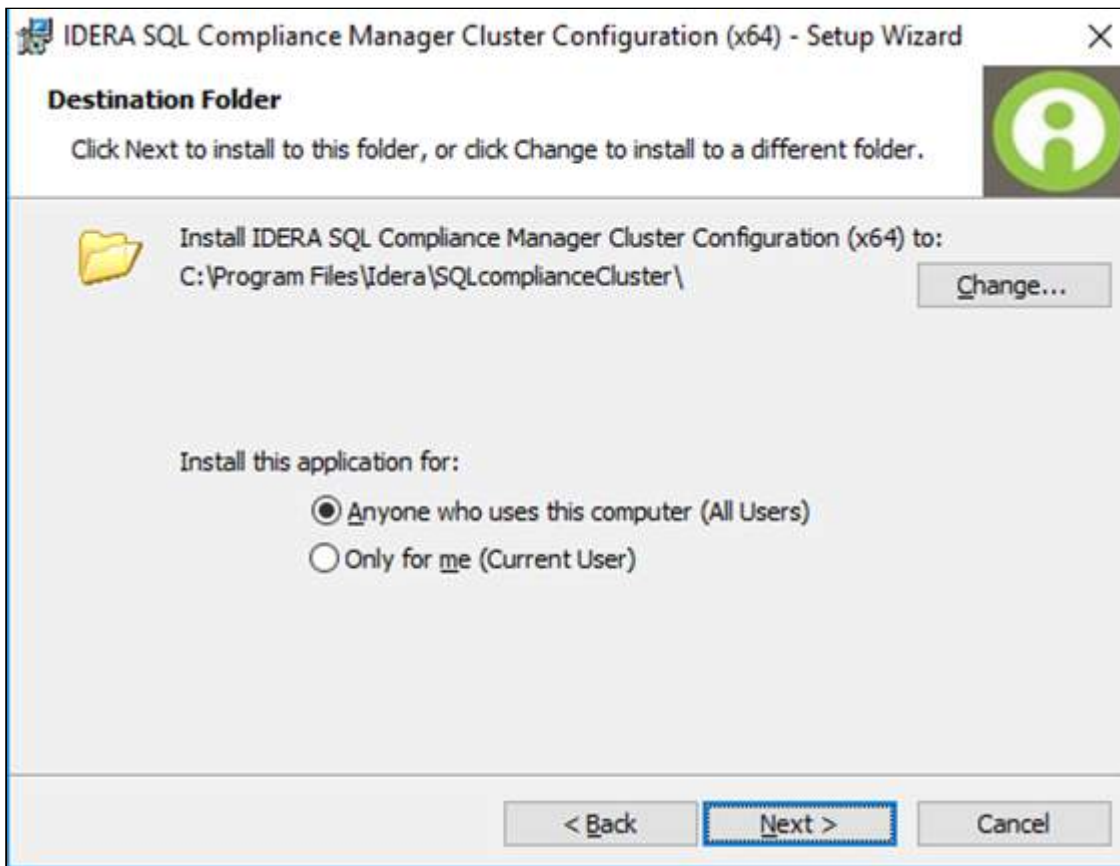 IDERA SQL Compliance Manager Cluster Configuration (x64) - Setup Wizard
Destination Folder
Click Next to install to this folder, or click Change to install to a different folder.
Install IDERA SQL Compliance Manager Cluster Configuration (x64) to:
C:\Program Files\Idera\SQLcomplianceCluster\
Change...
Install this application for:
Anyone who uses this computer (All Users)
Only for me (Current User)
< Back
Next >
Cancel